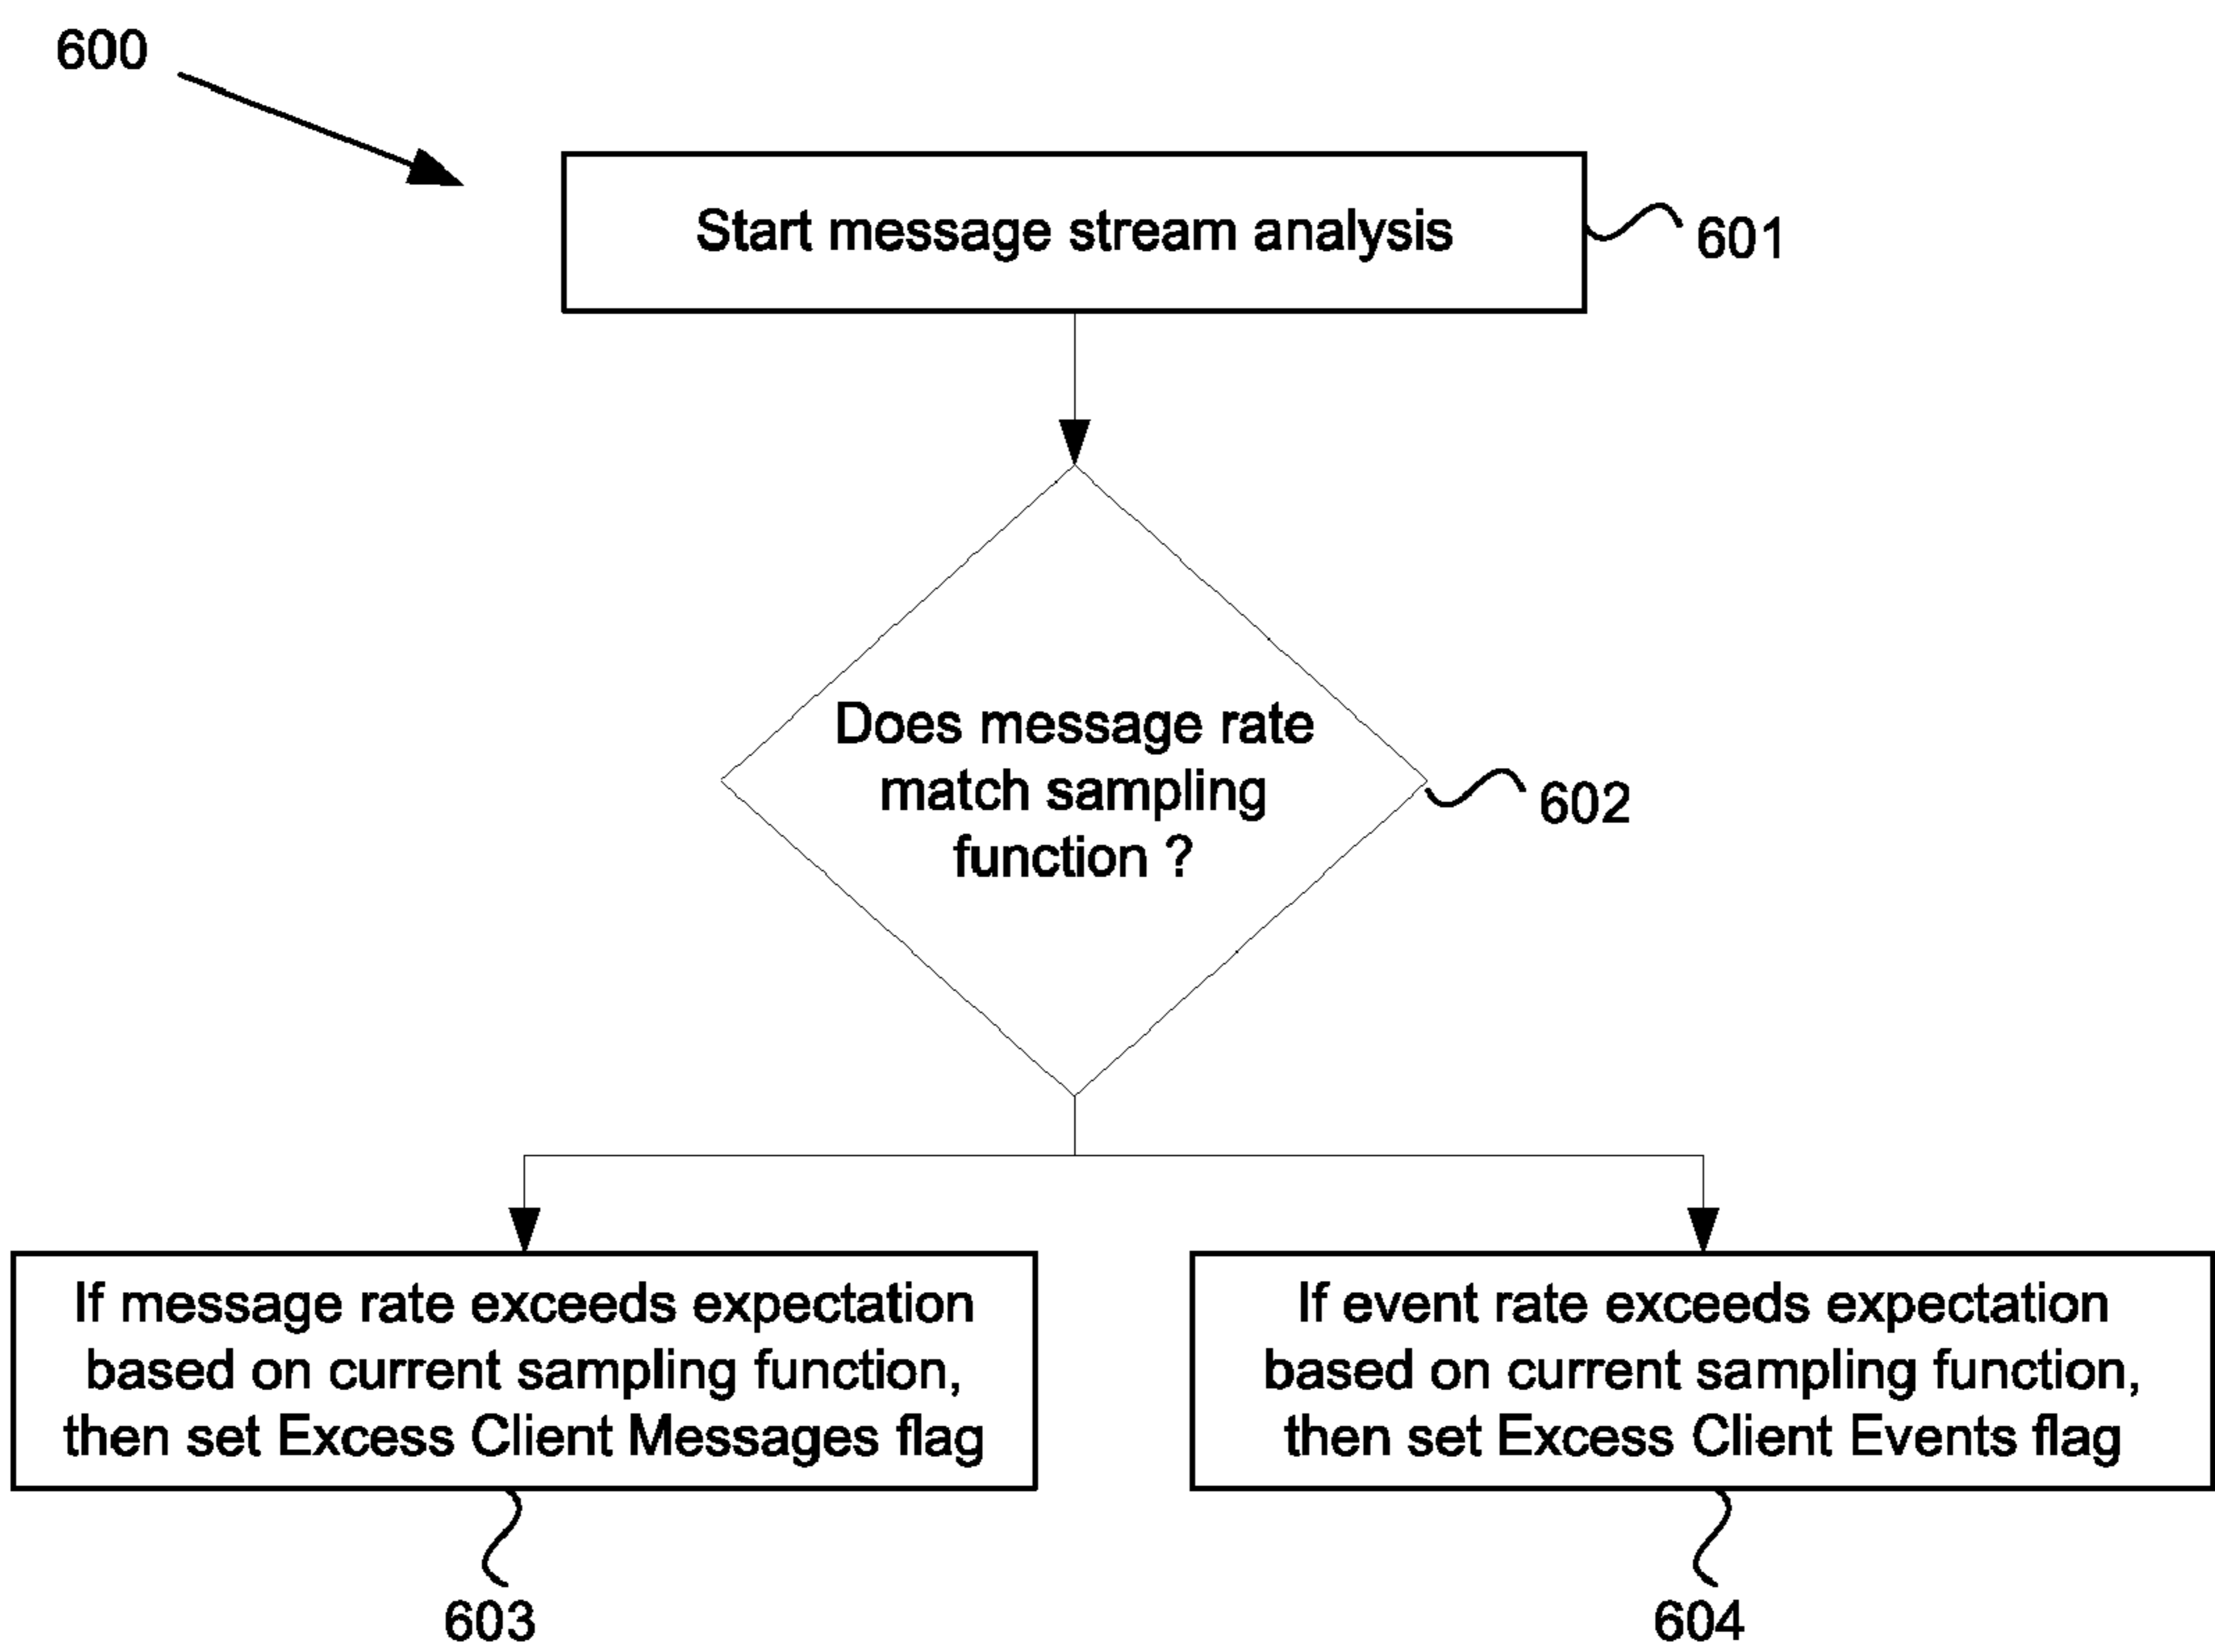 600
Start message stream analysis
601
Does message rate
match sampling
function ?
602
If message rate exceeds expectation
based on current sampling function,
then set Excess Client Messages flag
603
If event rate exceeds expectation
based on current sampling function,
then set Excess Client Events flag
604